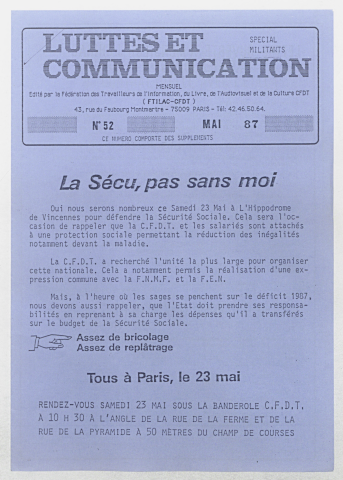 LUTTES ET
COMMUNICATION
SPECIAL
MILITANTS
MENSUEL
Edité par la Fédération des Travailleurs de l'Information, du Livre, de l'Audiovisuel et de la Culture CFDT
(FTILAC-CFDT)
43, rue du Faubourg Montmartre - 75009 PARIS - Tél: 42.46.50.64.
N° 52 MAI 87
CE NUMERO COMPORTE DES SUPPLEMENTS
La Sécu, pas sans moi
Oui nous serons nombreux ce Samedi 23 Mai à L'Hippodrome
de Vincennes pour défendre la Sécurité Sociale. Cela sera l'oc-
casion de rappeler que la C.F.D.T. et les salariés sont attachés
à une protection sociale permettant la réduction des inégalités
notamment devant la maladie.
La C.F.D.T. a recherché l'unité la plus large pour organiser
cette nationale. Cela a notamment permis la réalisation d'une ex-
pression commune avec la F.N.M.F. et la F.E.N.
Mais, à l'heure où les sages se penchent sur le déficit 1987,
nous devons aussi rappeler, que l'Etat doit prendre ses responsa-
bilités en reprenant à sa charge les dépenses qu'il a transférés
sur le budget de la Sécurité Sociale.
Assez de bricolage
Assez de replâtrage
Tous à Paris, le 23 mai
RENDEZ-VOUS SAMEDI 23 MAI SOUS LA BANDEROLE C.F.D.T.
A 10 H 30 À L'ANGLE DE LA RUE DE LA FERME ET DE LA
RUE DE LA PYRAMIDE À 50 MÈTRES DU CHAMP DE COURSES